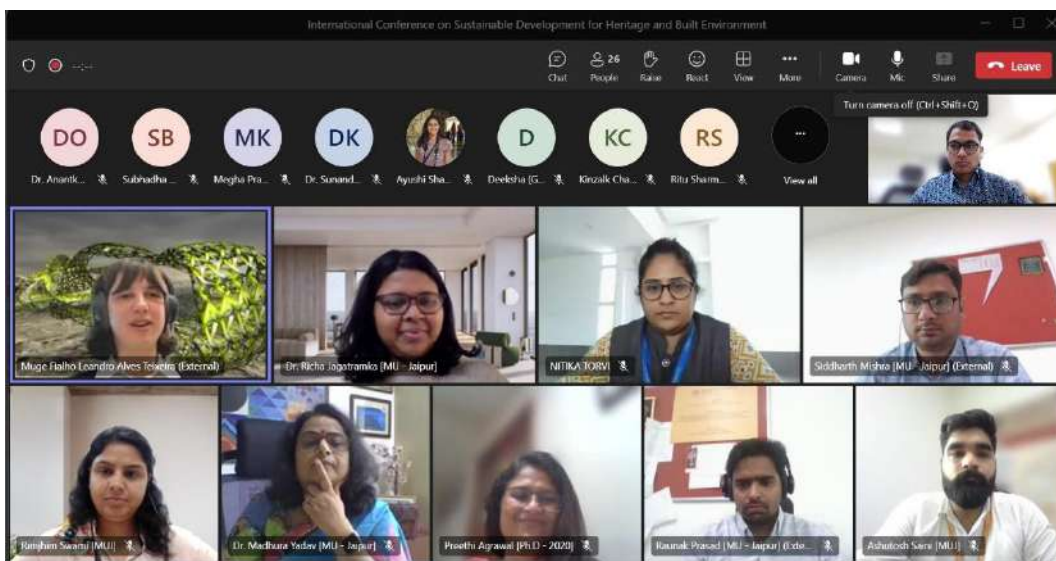 International Conference on Sustainable Development for Heritage and Built Environment
--:--
Chat
26
People
Raise
React
View
More
Camera
Mic
Share
Leave
Turn camera off (Ctrl+Shift+O)
DO
SB
MK
DK
D
KC
RS
Dr. Anantk...
Subhadha ...
Megha Pra...
Dr. Sunand...
Ayushi Sha...
Deeksha (G...
Kinzalk Cha...
Ritu Sharm...
View all
Muge Fialho Leandro Alves Teixeira (External)
Dr. Richa Jagatramka [MU - Jaipur]
NITIKA TORVI
Siddharth Mishra [MU - Jaipur] (External)
Rimjhim Swami [MUJ]
Dr. Madhura Yadav [MU - Jaipur]
Preethi Agrawal [Ph.D - 2020]
Raunak Prasad [MU - Jaipur] (Exte...
Ashutosh Saini [MUJ]